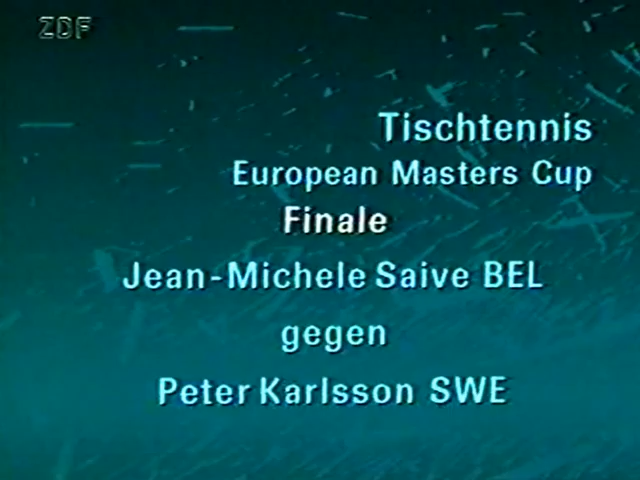 ZDF
Tischtennis
European Masters Cup
Finale
Jean-Michele Saive BEL
gegen
Peter Karlsson SWE